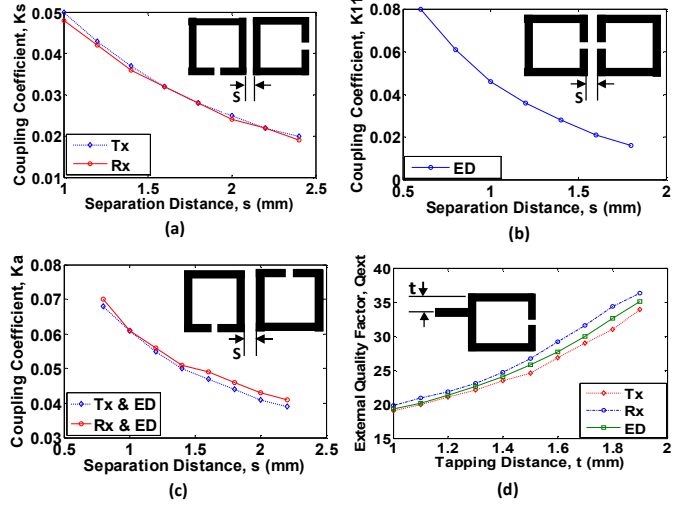 Coupling Coefficient, Ks
0.05
0.04
0.03
0.02
0.01
1
1.5
2
2.5
S
Tx
Rx
Separation Distance, s (mm)
(a)
Coupling Coefficient, K11
0.08
0.06
0.04
0.02
0
0.5
1
1.5
2
S
ED
Separation Distance, s (mm)
(b)
Coupling Coefficient, Ka
0.08
0.07
0.06
0.05
0.04
0.03
0.5
1
1.5
2
2.5
S
Tx & ED
Rx & ED
Separation Distance, s (mm)
(c)
External Quality Factor, Qext
40
35
30
25
20
15
1
1.2
1.4
1.6
1.8
2
t
Tx
Rx
ED
Tapping Distance, t (mm)
(d)